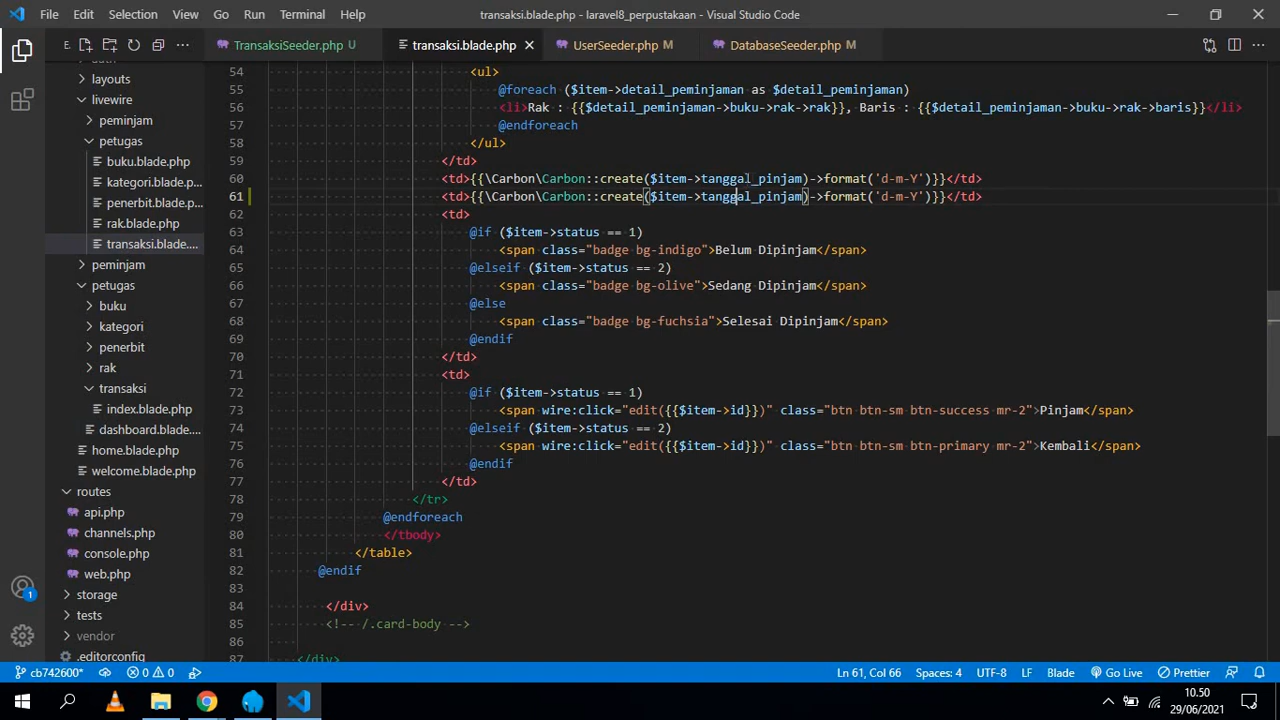 File Edit Selection View Go Run Terminal Help
transaksi.blade.php - laravel8_perpustakaan - Visual Studio Code
TransaksiSeeder.php U
transaksi.blade.php
UserSeeder.php M
DatabaseSeeder.php M
layouts
livewire
peminjam
petugas
buku.blade.php
kategori.blade.php
penerbit.blade.php
rak.blade.php
transaksi.blade....
peminjam
petugas
buku
kategori
penerbit
rak
transaksi
index.blade.php
dashboard.blade....
home.blade.php
welcome.blade.php
routes
api.php
channels.php
console.php
web.php
storage
tests
vendor
.editorconfig
54 <ul>
55 @foreach ($item->detail_peminjaman as $detail_peminjaman)
56 <li>Rak : {{$detail_peminjaman->buku->rak->rak}}, Baris : {{$detail_peminjaman->buku->rak->baris}}</li>
57 @endforeach
58 </ul>
59 </td>
60 <td>{{\Carbon\Carbon::create($item->tanggal_pinjam)->format('d-m-Y')}}</td>
61 <td>{{\Carbon\Carbon::create($item->tanggal_pinjam)->format('d-m-Y')}}</td>
62 <td>
63 @if ($item->status == 1)
64 <span class="badge bg-indigo">Belum Dipinjam</span>
65 @elseif ($item->status == 2)
66 <span class="badge bg-olive">Sedang Dipinjam</span>
67 @else
68 <span class="badge bg-fuchsia">Selesai Dipinjam</span>
69 @endif
70 </td>
71 <td>
72 @if ($item->status == 1)
73 <span wire:click="edit({{$item->id}})" class="btn btn-sm btn-success mr-2">Pinjam</span>
74 @elseif ($item->status == 2)
75 <span wire:click="edit({{$item->id}})" class="btn btn-sm btn-primary mr-2">Kembali</span>
76 @endif
77 </td>
78 </tr>
79 @endforeach
80 </tbody>
81 </table>
82 @endif
83
84 </div>
85 <!-- /.card-body -->
86
87 </div>
cb742600* 0 0 Ln 61, Col 66 Spaces: 4 UTF-8 LF Blade Go Live Prettier
1
10.50
29/06/2021